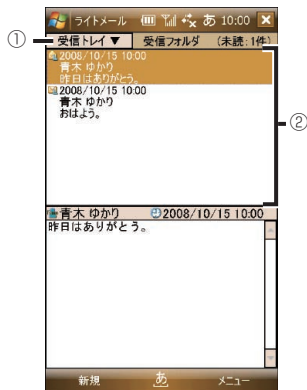 ライトメール あ 10:00
① 受信トレイ ▼ 受信フォルダ (未読:1件)
2008/10/15 10:00
青木 ゆかり
昨日はありがとう。
2008/10/15 10:00
青木 ゆかり
おはよう。
②
青木 ゆかり 2008/10/15 10:00
昨日はありがとう。
新規 あ メニュー